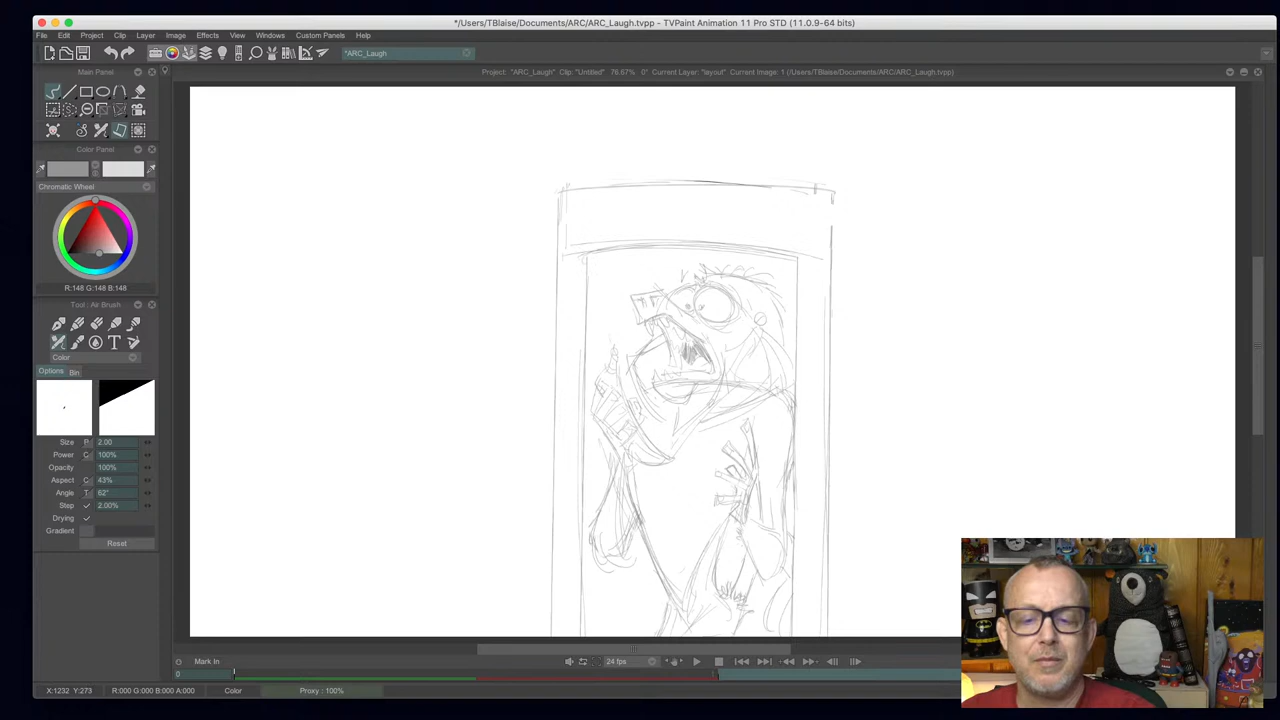 */Users/TBlaise/Documents/ARC/ARC_Laugh.tvpp - TVPaint Animation 11 Pro STD (11.0.9-64 bits)
File Edit Project Clip Layer Image Effects View Windows Custom Panels Help
*ARC_Laugh
Main Panel
Project: "ARC_Laugh" Clip: "Untitled" 76.67% 0° Current Layer: "layout" Current Image: 1 (/Users/TBlaise/Documents/ARC/ARC_Laugh.tvpp)
Color Panel
Chromatic Wheel
R:148 G:148 B:148
Tool : Air Brush
Color
Options Bin
Size P 2.00
Power C 100%
Opacity 100%
Aspect C 43%
Angle T 62°
Step 2.00%
Drying
Gradient
Reset
Mark In
24 fps
0
X:1232 Y:273 R:000 G:000 B:000 A:000 Color Proxy : 100%